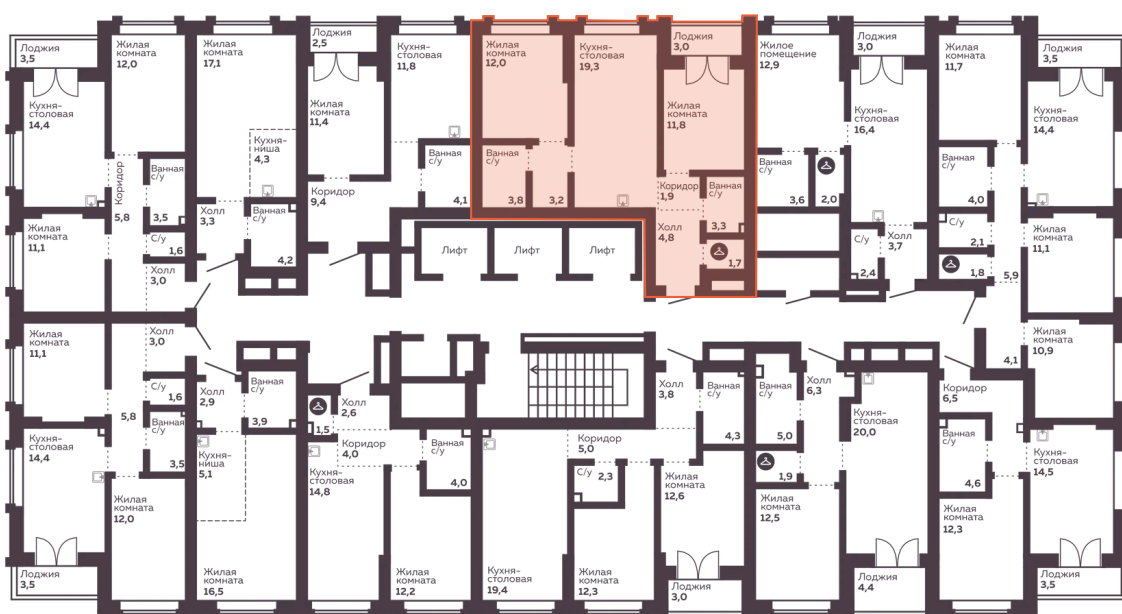 Лоджия
3,5
Жилая
комната
12,0
Жилая
комната
17,1
Лоджия
2,5
Кухня-
столовая
11,8
Жилая
комната
12,0
Кухня-
столовая
19,3
Лоджия
3,0
Жилое
помещение
12,9
Лоджия
3,0
Жилая
комната
11,7
Лоджия
3,5
Кухня-
столовая
14,4
Жилая
комната
11,4
Жилая
комната
11,8
Кухня-
столовая
16,4
Кухня-
столовая
14,4
Кухня-
ниша
4,3
Коридор
5,8
Ванная
с/у
3,5
Холл
3,3
Ванная
с/у
4,2
Коридор
9,4
Ванная
с/у
4,1
Ванная
с/у
3,8
3,2
Коридор
1,9
Ванная
с/у
3,3
Ванная
с/у
3,6
2,0
Ванная
с/у
4,0
Жилая
комната
11,1
С/у
1,6
Холл
3,0
Лифт
Лифт
Лифт
Холл
4,8
1,7
С/у
2,4
Холл
3,7
С/у
2,1
1,8
5,9
Жилая
комната
11,1
Жилая
комната
11,1
Холл
3,0
Жилая
комната
10,9
4,1
С/у
1,6
5,8
Ванная
с/у
3,5
Холл
2,9
Ванная
с/у
3,9
Холл
2,6
1,5
Коридор
4,0
Ванная
с/у
4,0
Холл
3,8
Ванная
с/у
4,3
Ванная
с/у
5,0
Холл
6,3
Коридор
6,5
Кухня-
столовая
14,4
Кухня-
ниша
5,1
Кухня-
столовая
14,8
Коридор
5,0
С/у
2,3
Жилая
комната
12,6
1,9
Кухня-
столовая
20,0
Ванная
с/у
4,6
Кухня-
столовая
14,5
Жилая
комната
12,0
Жилая
комната
12,5
Жилая
комната
12,3
Лоджия
3,5
Жилая
комната
16,5
Жилая
комната
12,2
Кухня-
столовая
19,4
Жилая
комната
12,3
Лоджия
3,0
Лоджия
4,4
Лоджия
3,5